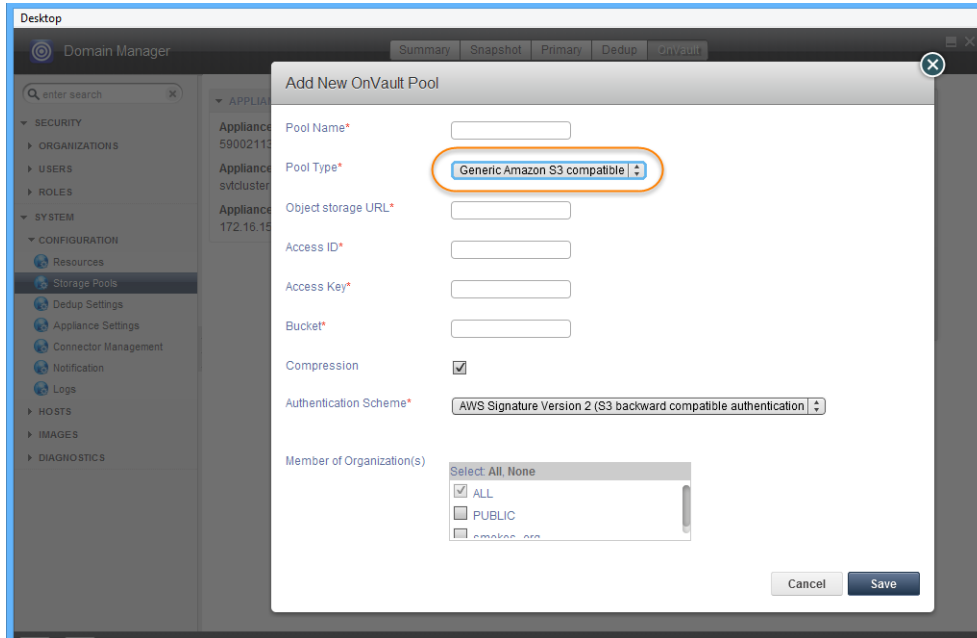 Desktop
Domain Manager
Summary Snapshot Primary Dedup OnVault
enter search
SECURITY
ORGANIZATIONS
USERS
ROLES
SYSTEM
CONFIGURATION
Resources
Storage Pools
Dedup Settings
Appliance Settings
Connector Management
Notification
Logs
HOSTS
IMAGES
DIAGNOSTICS
Appliance
59002113
Appliance
svtcluster
Appliance
172.16.15
Add New OnVault Pool
Pool Name*
Pool Type* Generic Amazon S3 compatible
Object storage URL*
Access ID*
Access Key*
Bucket*
Compression
Authentication Scheme* AWS Signature Version 2 (S3 backward compatible authentication
Member of Organization(s)
Select: All, None
ALL
PUBLIC
smokes_org
Cancel Save